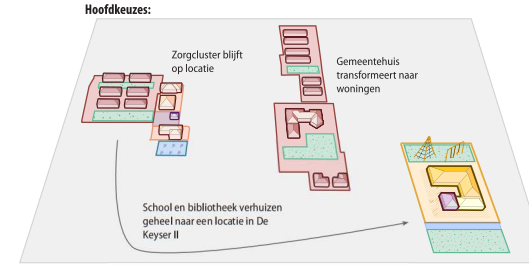 Hoofdkeuzes:
Zorgcluster blijft
op locatie
Gemeentehuis
transformeert naar
woningen
School en bibliotheek verhuizen
geheel naar een locatie in De
Keyser II